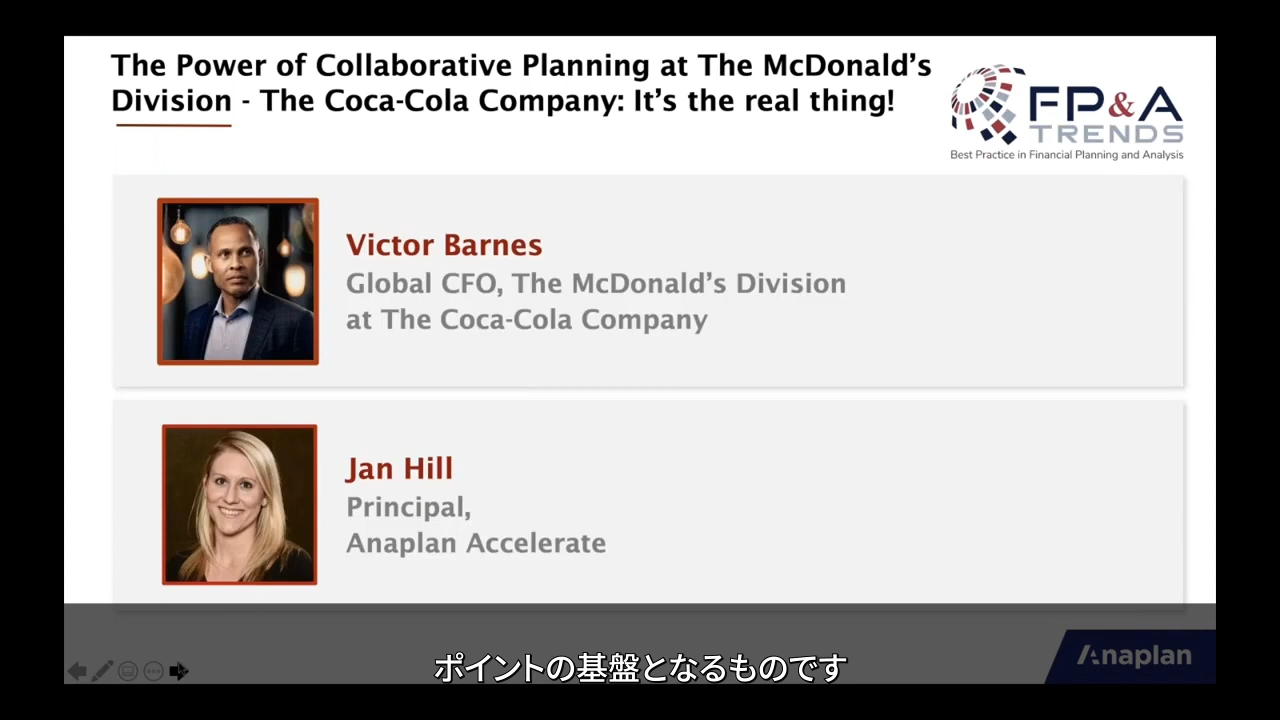 The Power of Collaborative Planning at The McDonald's
Division - The Coca-Cola Company: It's the real thing!
FP&A
TRENDS
Best Practice in Financial Planning and Analysis
Victor Barnes
Global CFO, The McDonald's Division
at The Coca-Cola Company
Jan Hill
Principal,
Anaplan Accelerate
ポイントの基盤となるものです
Anaplan